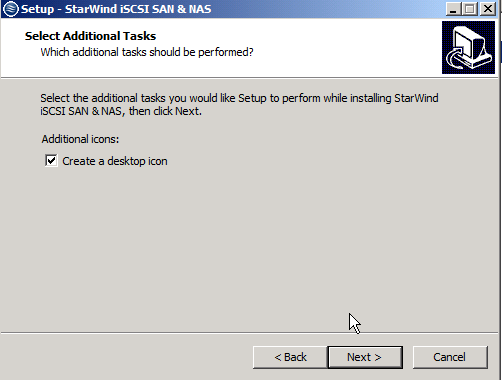 Setup - StarWind iSCSI SAN & NAS
Select Additional Tasks
Which additional tasks should be performed?
Select the additional tasks you would like Setup to perform while installing StarWind
iSCSI SAN & NAS, then click Next.
Additional icons:
Create a desktop icon
< Back
Next >
Cancel